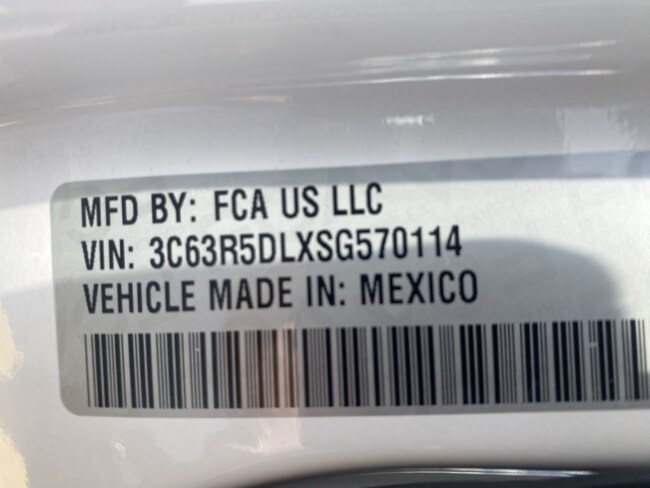 MFD BY: FCA US LLC
VIN: 3C63R5DLXSG570114
VEHICLE MADE IN: MEXICO